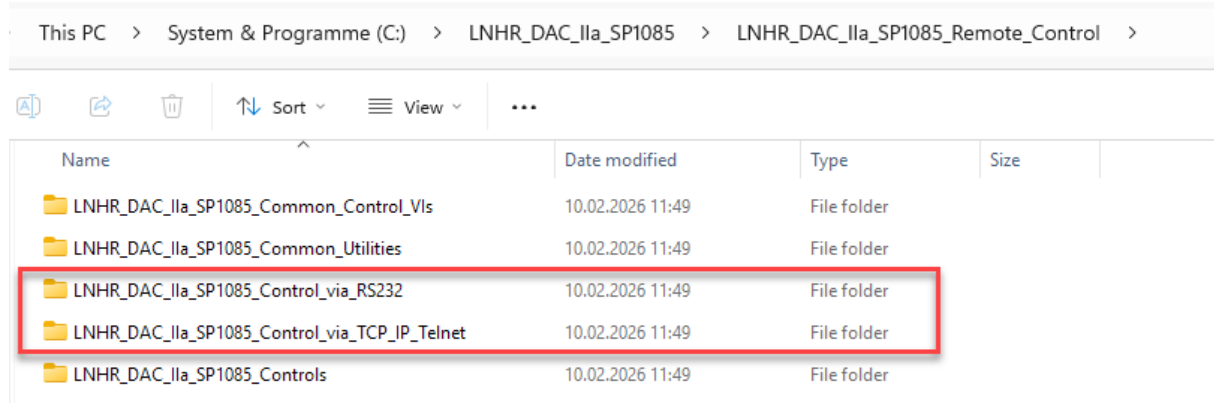 This PC > System & Programme (C:) > LNHR_DAC_IIa_SP1085 > LNHR_DAC_IIa_SP1085_Remote_Control >
A Sort View ...
Name Date modified Type Size
LNHR_DAC_IIa_SP1085_Common_Control_VIs 10.02.2026 11:49 File folder
LNHR_DAC_IIa_SP1085_Common_Utilities 10.02.2026 11:49 File folder
LNHR_DAC_IIa_SP1085_Control_via_RS232 10.02.2026 11:49 File folder
LNHR_DAC_IIa_SP1085_Control_via_TCP_IP_Telnet 10.02.2026 11:49 File folder
LNHR_DAC_IIa_SP1085_Controls 10.02.2026 11:49 File folder